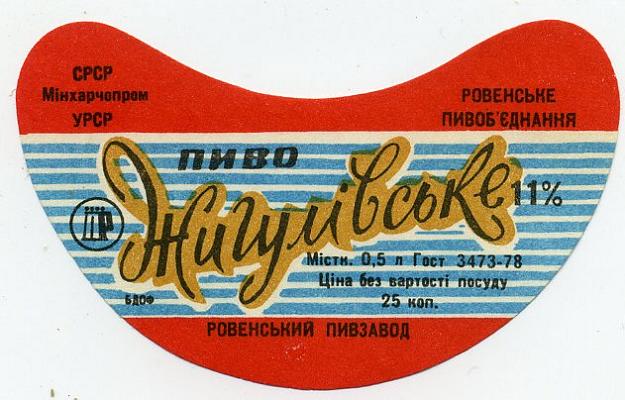 СРСР
Мінхарчопром
УРСР
РОВЕНСЬКЕ
ПИВОБ'ЄДНАННЯ
ПИВО
Жигулівське
11%
Містк. 0,5 л Гост 3473-78
Ціна без вартості посуду
25 коп.
БДОФ
РОВЕНСЬКИЙ ПИВЗАВОД